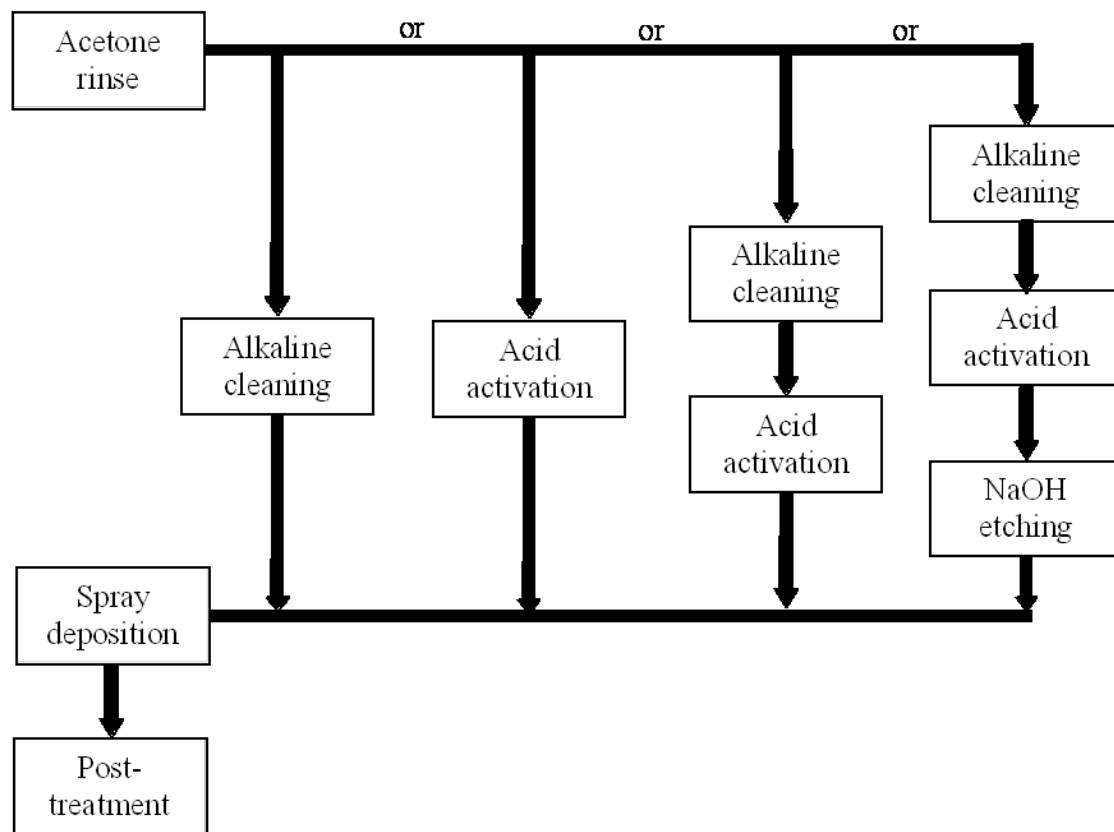 Acetone
rinse
or
or
or
Alkaline
cleaning
Acid
activation
Alkaline
cleaning
Acid
activation
Alkaline
cleaning
Acid
activation
NaOH
etching
Spray
deposition
Post-
treatment